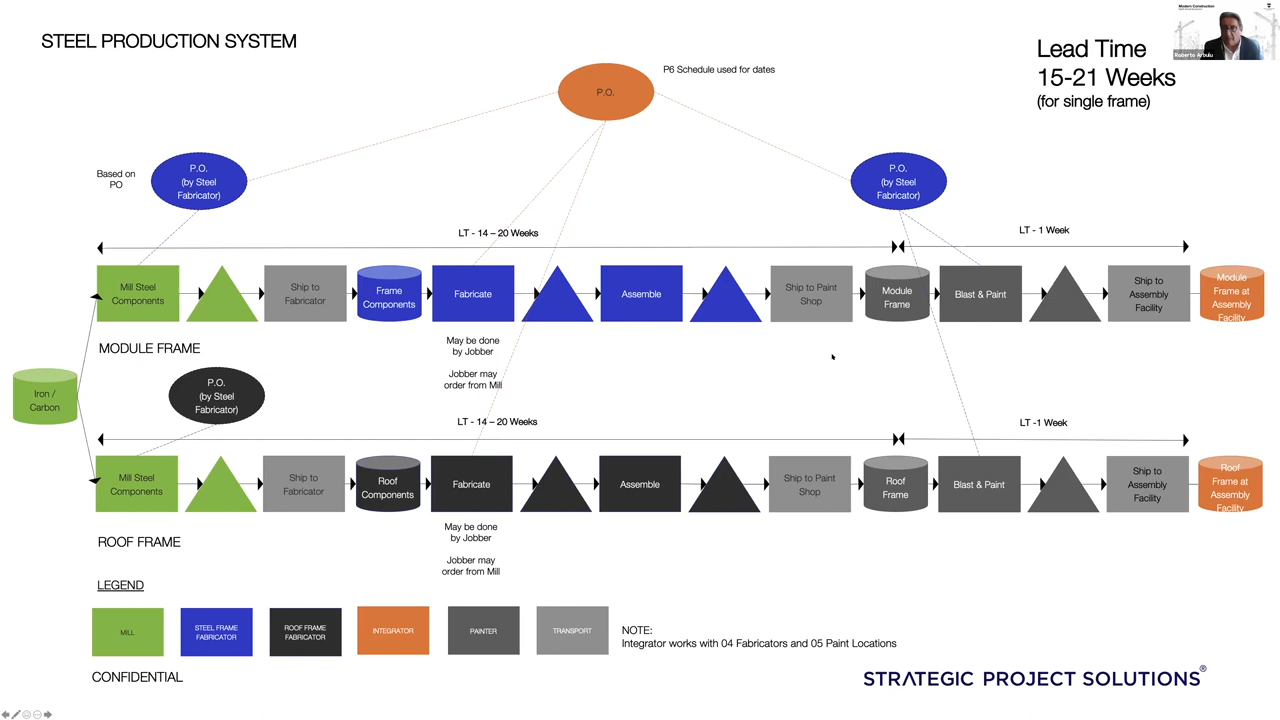 STEEL PRODUCTION SYSTEM
Modern Construction
Roberto Arbulu
Lead Time
15-21 Weeks
(for single frame)
P.O.
P6 Schedule used for dates
Based on
PO
P.O.
(by Steel
Fabricator)
P.O.
(by Steel
Fabricator)
LT - 14 – 20 Weeks
LT - 1 Week
Mill Steel
Components
Ship to
Fabricator
Frame
Components
Fabricate
Assemble
Ship to Paint
Shop
Module
Frame
Blast & Paint
Ship to
Assembly
Facility
Module
Frame at
Assembly
Facility
May be done
by Jobber
Jobber may
order from Mill
MODULE FRAME
Iron /
Carbon
P.O.
(by Steel
Fabricator)
LT - 14 – 20 Weeks
LT -1 Week
Mill Steel
Components
Ship to
Fabricator
Roof
Components
Fabricate
Assemble
Ship to Paint
Shop
Roof
Frame
Blast & Paint
Ship to
Assembly
Facility
Roof
Frame at
Assembly
Facility
May be done
by Jobber
Jobber may
order from Mill
ROOF FRAME
LEGEND
MILL
STEEL FRAME
FABRICATOR
ROOF FRAME
FABRICATOR
INTEGRATOR
PAINTER
TRANSPORT
NOTE:
Integrator works with 04 Fabricators and 05 Paint Locations
CONFIDENTIAL
STRATEGIC PROJECT SOLUTIONS®